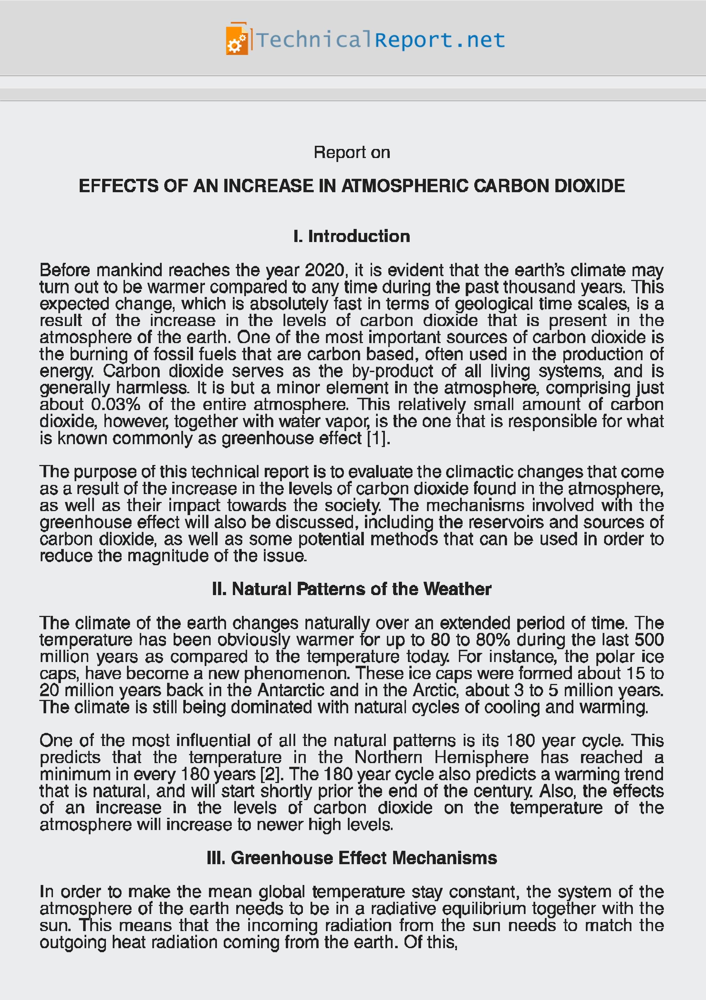 TechnicalReport.net
Report on
EFFECTS OF AN INCREASE IN ATMOSPHERIC CARBON DIOXIDE
I. Introduction
Before mankind reaches the year 2020, it is evident that the earth's climate may
turn out to be warmer compared to any time during the past thousand years. This
expected change, which is absolutely fast in terms of geological time scales, is a
result of the increase in the levels of carbon dioxide that is present in the
atmosphere of the earth. One of the most important sources of carbon dioxide is
the burning of fossil fuels that are carbon based, often used in the production of
energy. Carbon dioxide serves as the by-product of all living systems, and is
generally harmless. It is but a minor element in the atmosphere, comprising just
about 0.03% of the entire atmosphere. This relatively small amount of carbon
dioxide, however, together with water vapor, is the one that is responsible for what
is known commonly as greenhouse effect [1].
The purpose of this technical report is to evaluate the climactic changes that come
as a result of the increase in the levels of carbon dioxide found in the atmosphere,
as well as their impact towards the society. The mechanisms involved with the
greenhouse effect will also be discussed, including the reservoirs and sources of
carbon dioxide, as well as some potential methods that can be used in order to
reduce the magnitude of the issue.
II. Natural Patterns of the Weather
The climate of the earth changes naturally over an extended period of time. The
temperature has been obviously warmer for up to 80 to 80% during the last 500
million years as compared to the temperature today. For instance, the polar ice
caps, have become a new phenomenon. These ice caps were formed about 15 to
20 million years back in the Antarctic and in the Arctic, about 3 to 5 million years.
The climate is still being dominated with natural cycles of cooling and warming.
One of the most influential of all the natural patterns is its 180 year cycle. This
predicts that the temperature in the Northern Hemisphere has reached a
minimum in every 180 years [2]. The 180 year cycle also predicts a warming trend
that is natural, and will start shortly prior the end of the century. Also, the effects
of an increase in the levels of carbon dioxide on the temperature of the
atmosphere will increase to newer high levels.
III. Greenhouse Effect Mechanisms
In order to make the mean global temperature stay constant, the system of the
atmosphere of the earth needs to be in a radiative equilibrium together with the
sun. This means that the incoming radiation from the sun needs to match the
outgoing heat radiation coming from the earth. Of this,